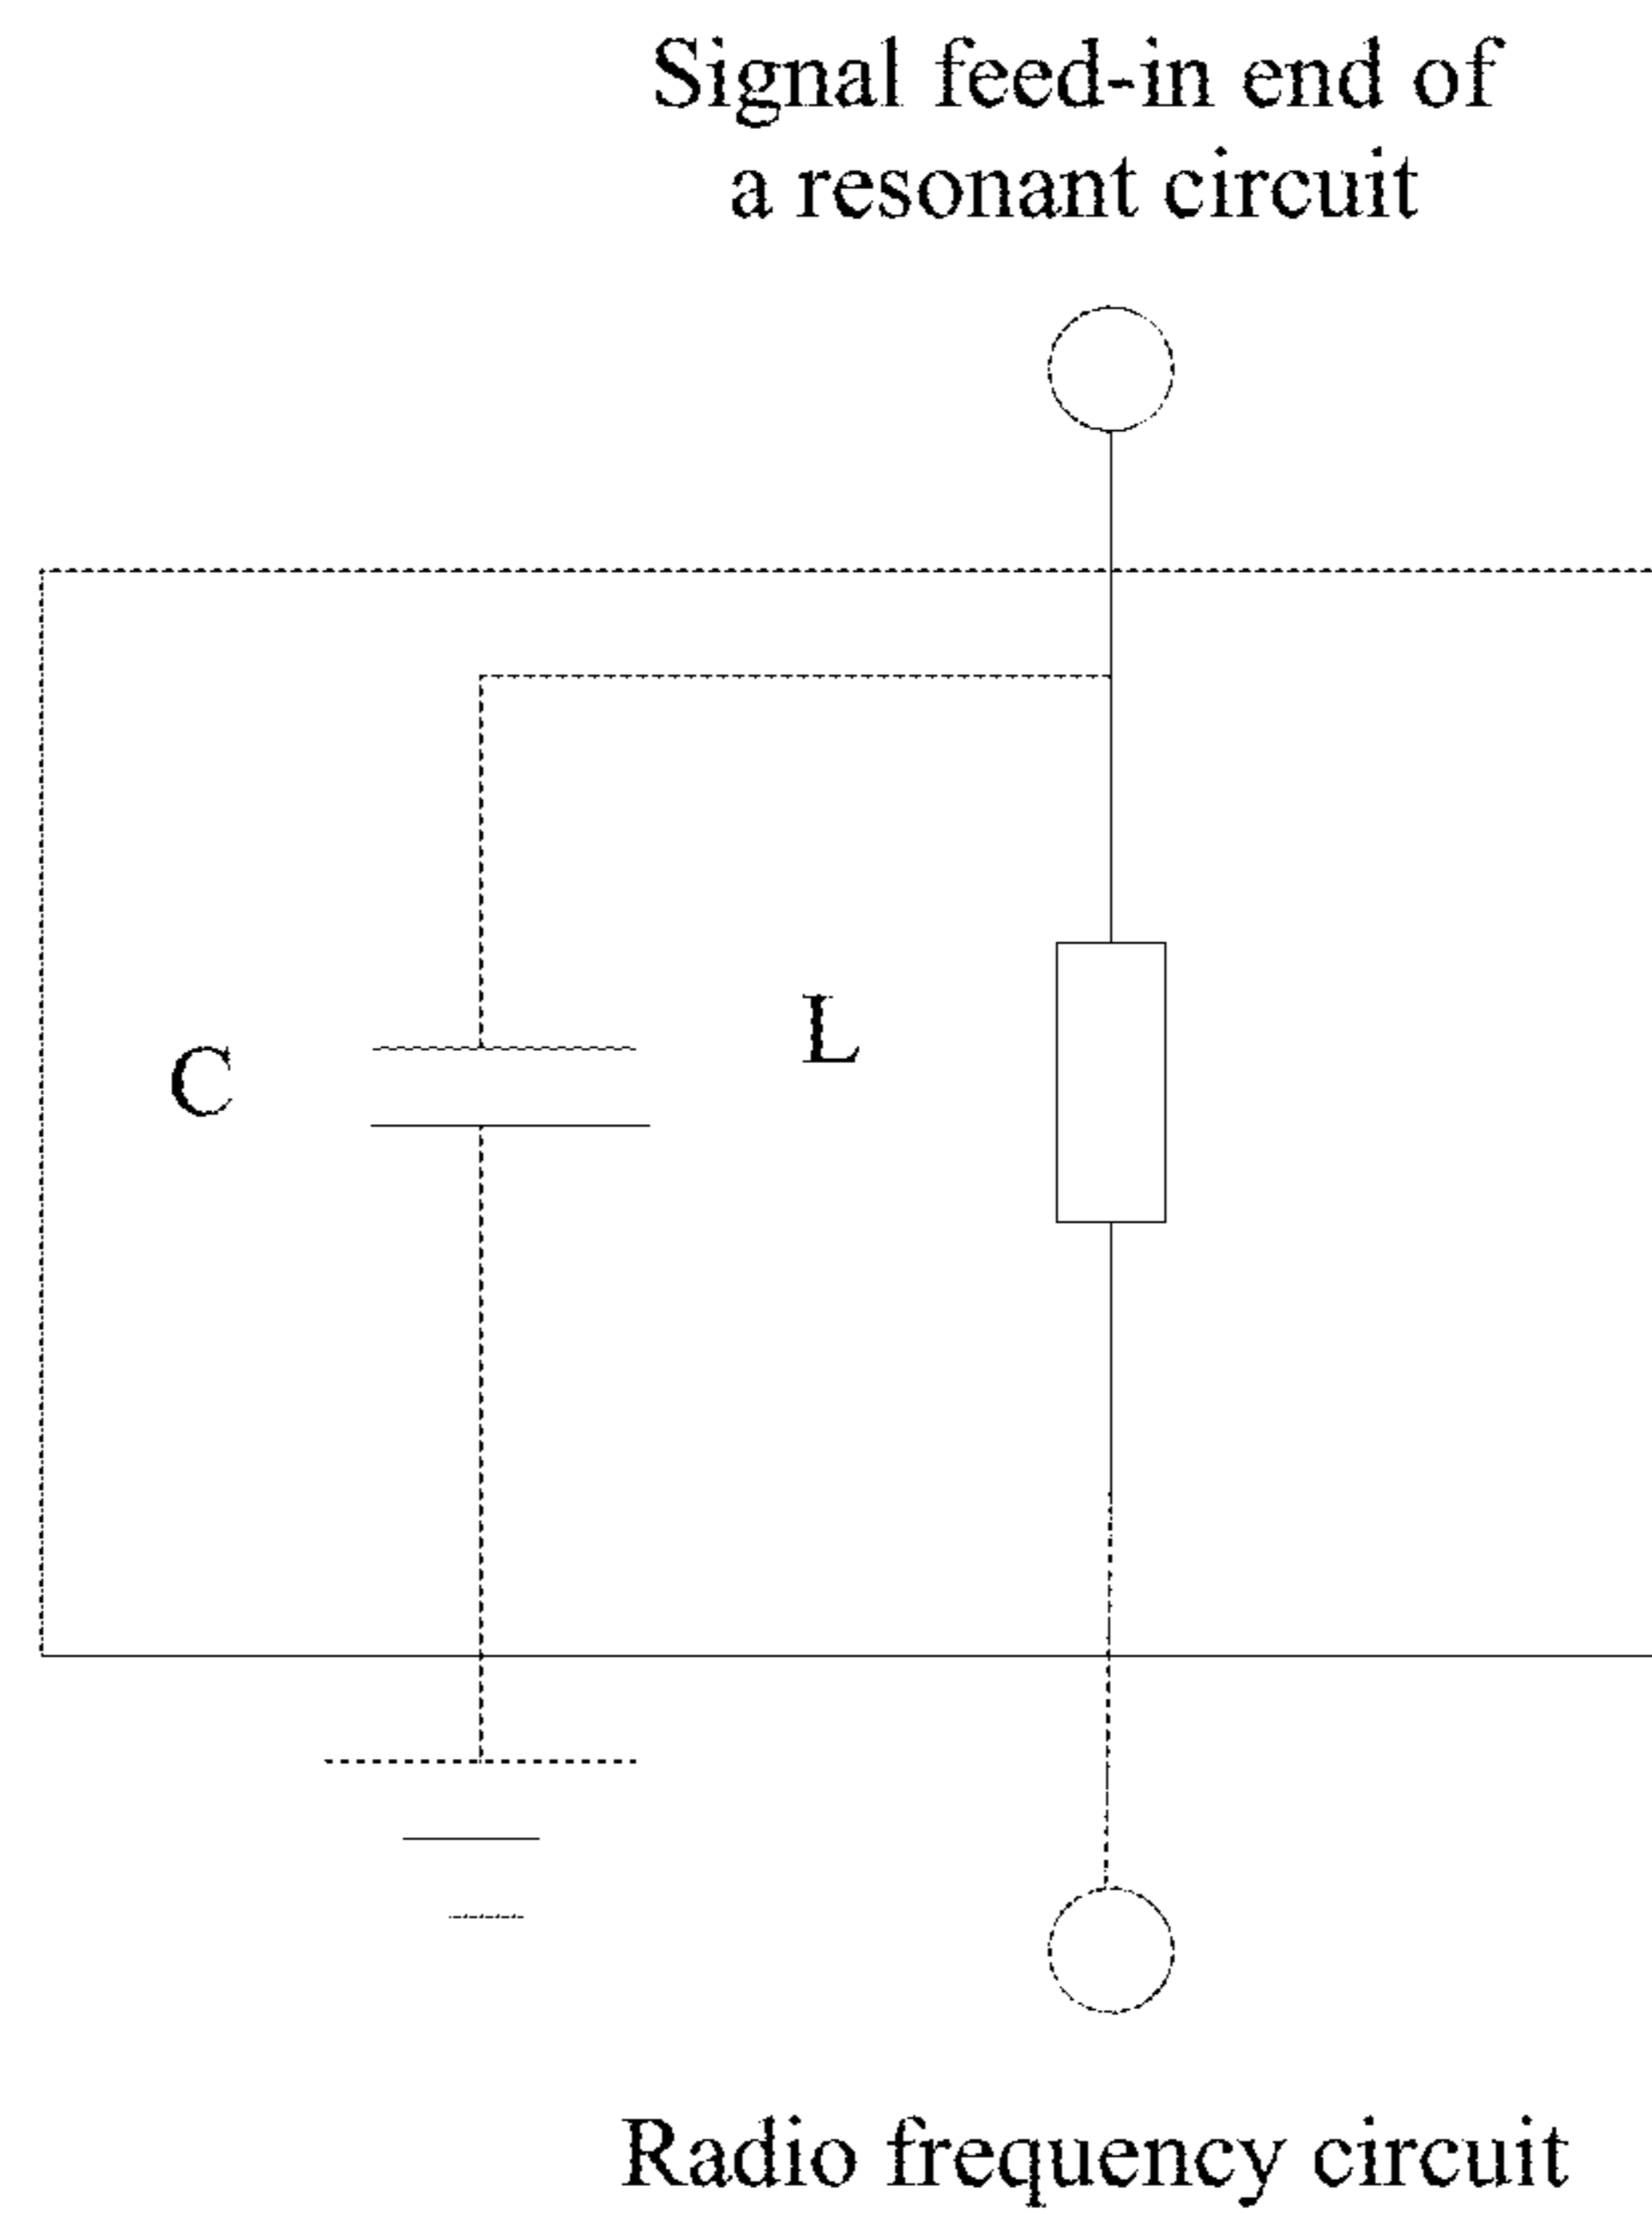 Signal feed-in end of
a resonant circuit
L
C
Radio frequency circuit